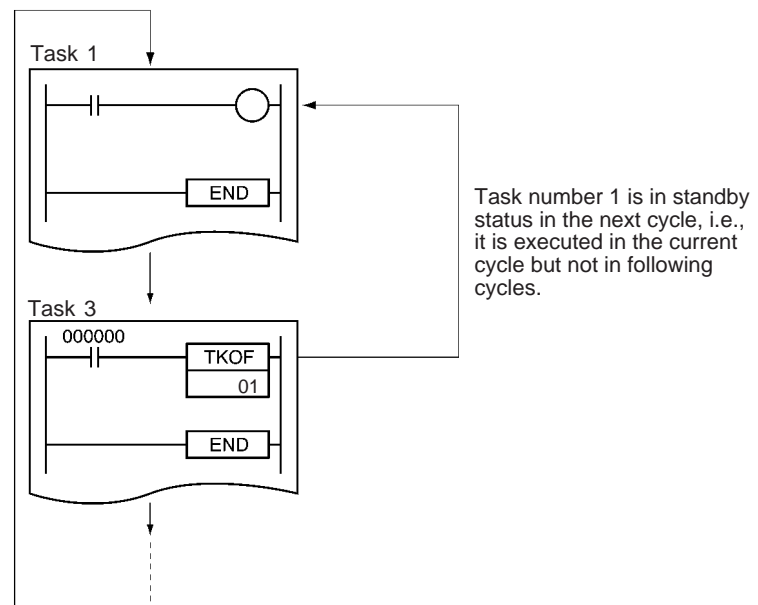 Task 1
END
Task number 1 is in standby
status in the next cycle, i.e.,
it is executed in the current
cycle but not in following
cycles.
Task 3
000000
TKOF
01
END